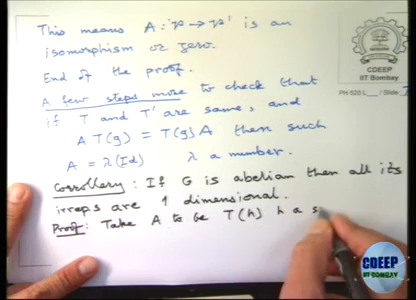 This means A : V → V' is an
isomorphism or zero.
End of the proof.
A few steps more to check that
if T and T' are same, and
A T(g) = T(g) A then such
A = λ(Id) λ a number.
Corrollery : If G is abelian then all its
irreps are 1 dimensional.
Proof : Take A to be T(h) h a s
CDEEP
IIT Bombay
PH 520 L___ / Slide
CDEEP
IIT BOMBAY